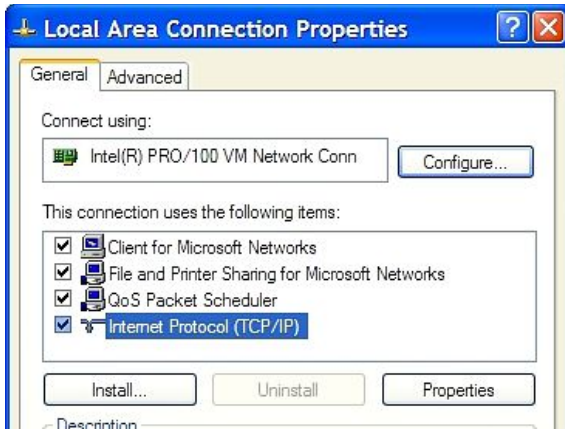 Local Area Connection Properties
General Advanced
Connect using:
Intel(R) PRO/100 VM Network Conn Configure...
This connection uses the following items:
Client for Microsoft Networks
File and Printer Sharing for Microsoft Networks
QoS Packet Scheduler
Internet Protocol (TCP/IP)
Install... Uninstall Properties
Description